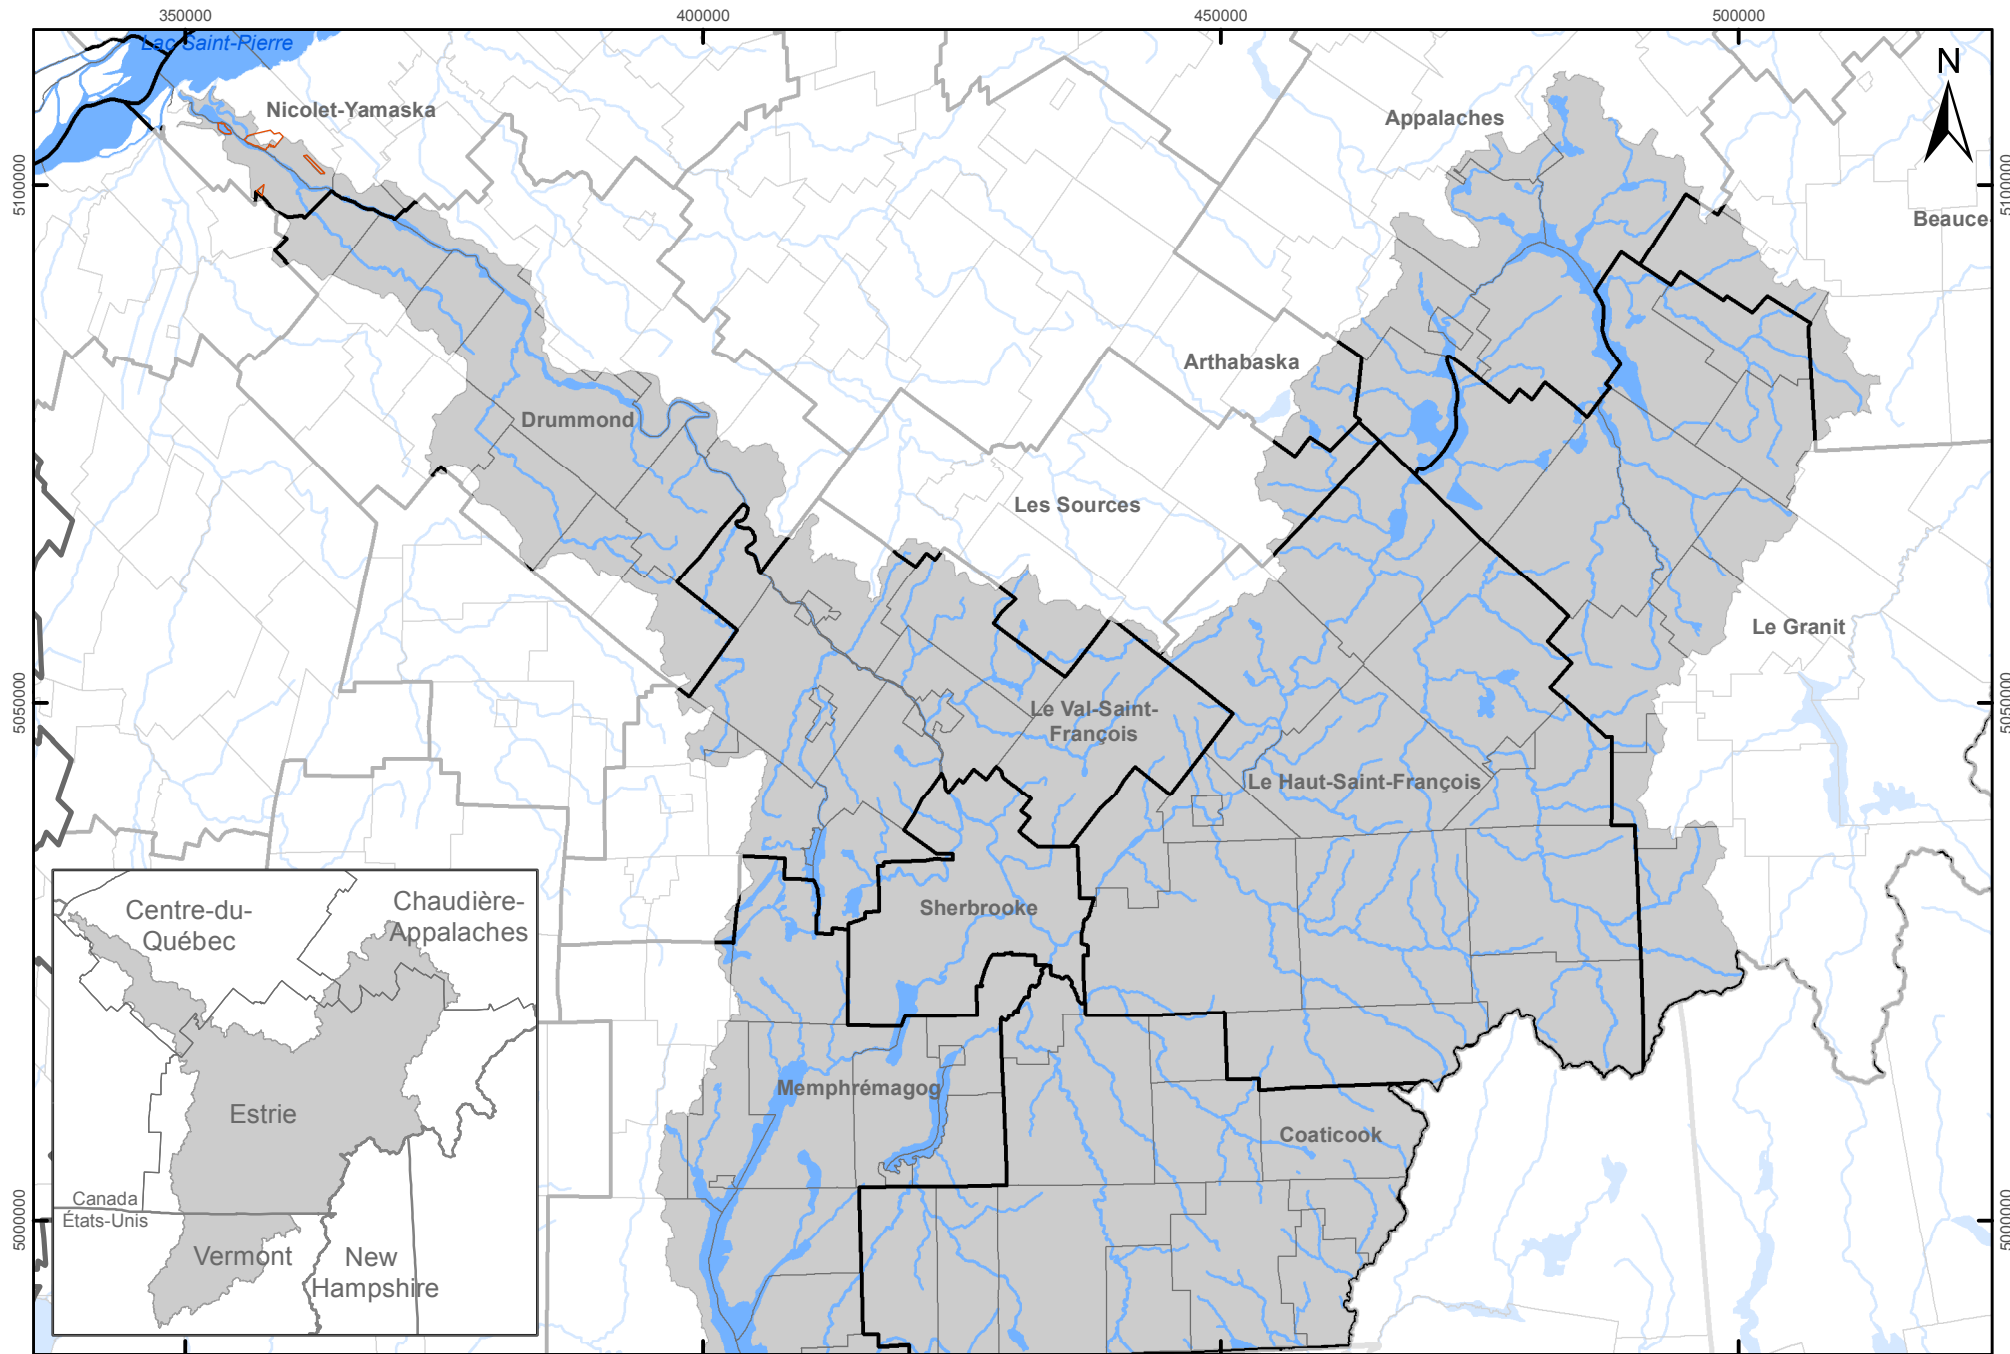 350000
400000
450000
500000
Lac Saint-Pierre
N
Nicolet-Yamaska
Appalaches
5100000
5100000
Beauce
Arthabaska
Drummond
Les Sources
Le Granit
5050000
5050000
Le Val-Saint-
François
Le Haut-Saint-François
Sherbrooke
Centre-du-
Québec
Chaudière-
Appalaches
Memphrémagog
Estrie
Coaticook
Canada
États-Unis
5000000
5000000
Vermont
New
Hampshire